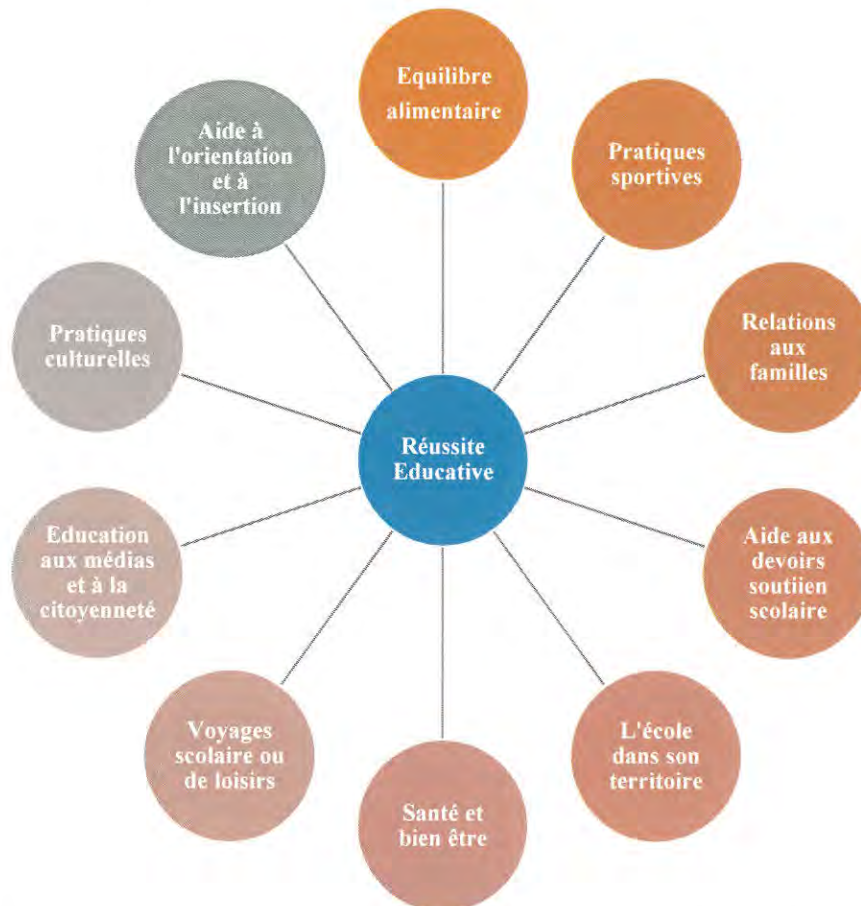 Equilibre
alimentaire
Pratiques
sportives
Relations
aux
familles
Aide aux
devoirs
soutiien
scolaire
L'école
dans son
territoire
Santé et
bien être
Voyages
scolaire ou
de loisirs
Education
aux médias
et à la
citoyenneté
Pratiques
culturelles
Aide à
l'orientation
et à
l'insertion
Réussite
Educative